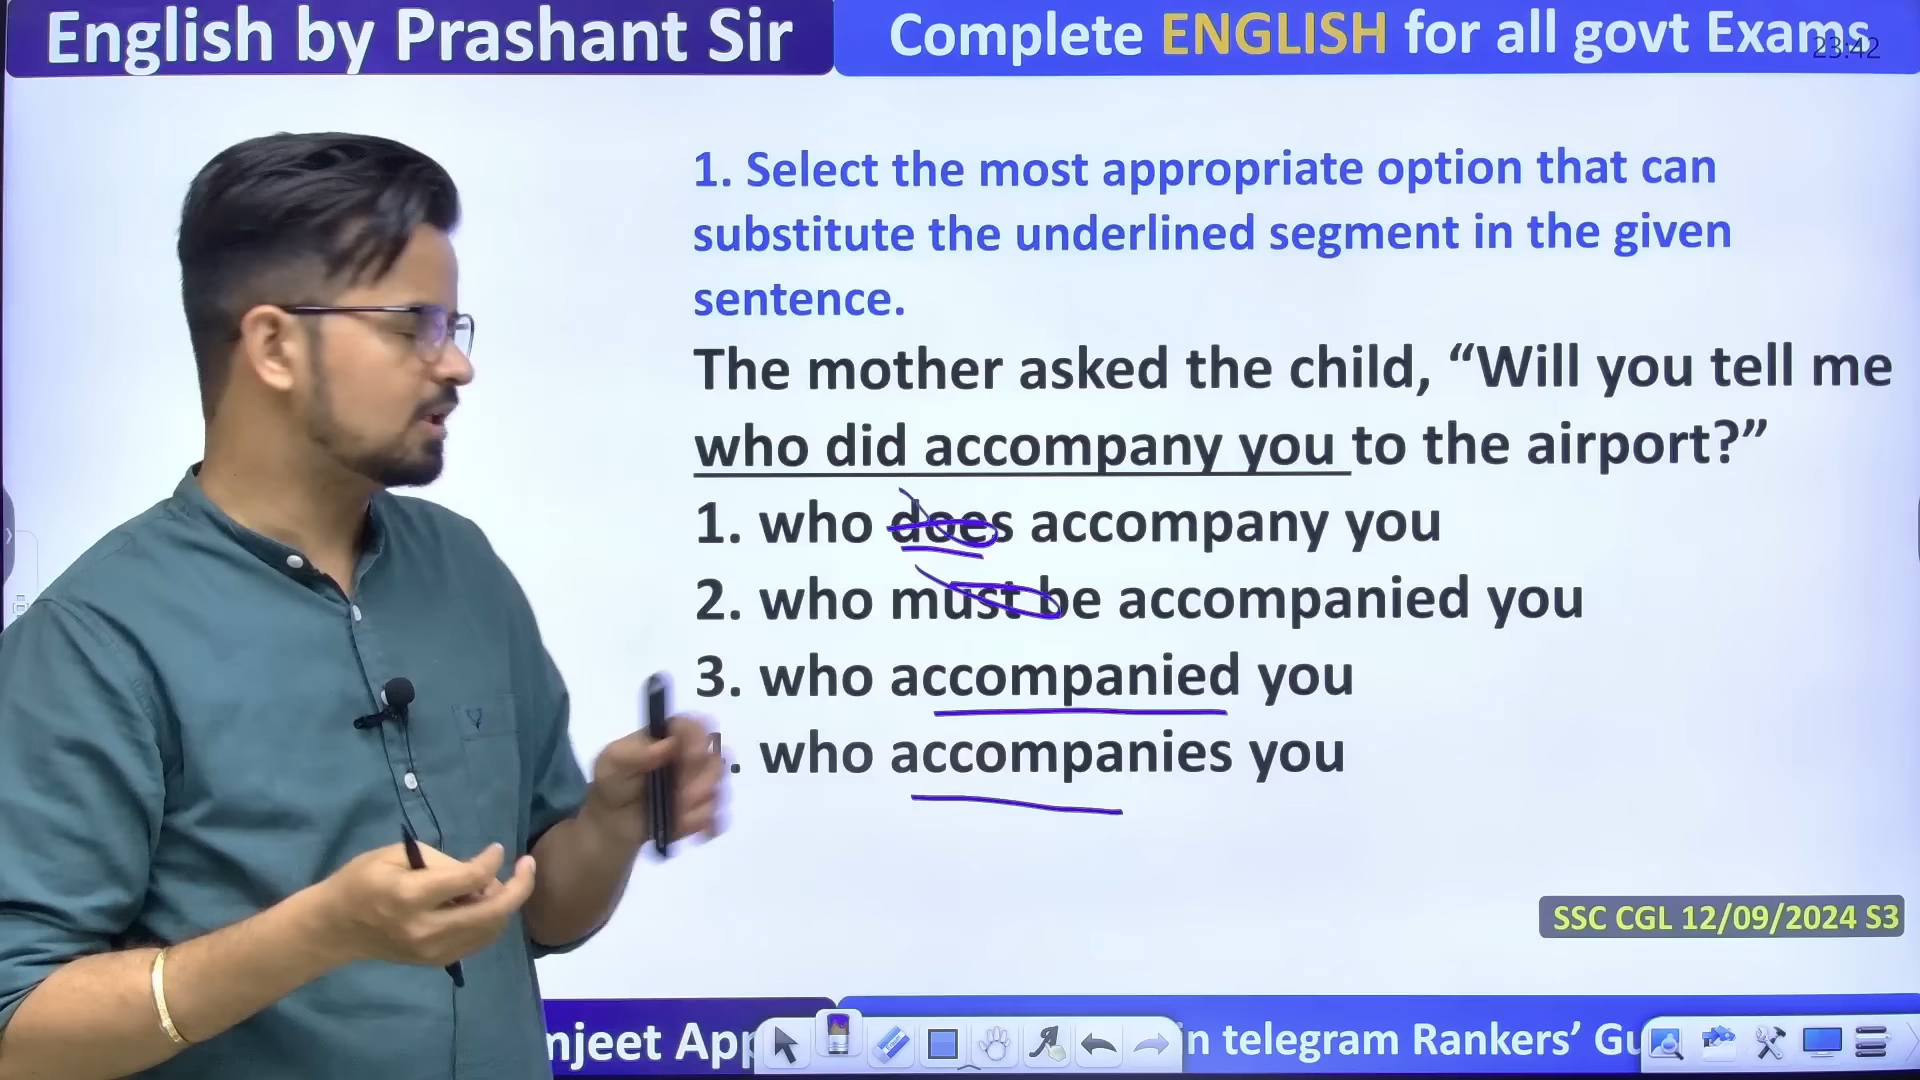 English by Prashant Sir
Complete ENGLISH for all govt Exams
23:42
1. Select the most appropriate option that can
substitute the underlined segment in the given
sentence.
The mother asked the child, “Will you tell me
who did accompany you to the airport?”
1. who does accompany you
2. who must be accompanied you
3. who accompanied you
. who accompanies you
SSC CGL 12/09/2024 S3
njeet App
in telegram Rankers’ Gu